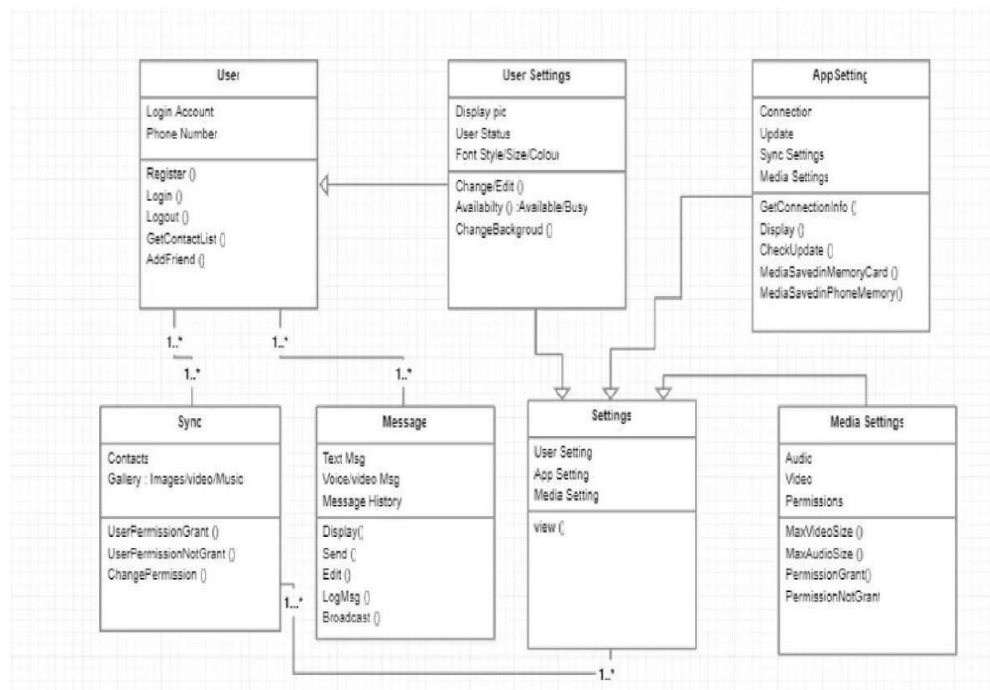 User
Login Account
Phone Number
Register ()
Login ()
Logout ()
GetContactList ()
AddFriend ()
User Settings
Display pic
User Status
Font Style/Size/Colour
Change/Edit ()
Availabilty () :Available/Busy
ChangeBackgroud ()
AppSetting
Connection
Update
Sync Settings
Media Settings
GetConnectionInfo (
Display ()
CheckUpdate ()
MediaSavedinMemoryCard ()
MediaSavedinPhoneMemory()
1..*
1..*
1..*
1..*
Sync
Contacts
Gallery : Images/video/Music
UserPermissionGrant ()
UserPermissionNotGrant ()
ChangePermission ()
Message
Text Msg
Voice/video Msg
Message History
Display(
Send (
Edit ()
LogMsg ()
Broadcast ()
Settings
User Setting
App Setting
Media Setting
view (
Media Settings
Audio
Video
Permissions
MaxVideoSize ()
MaxAudioSize ()
PermissionGrant()
PermissionNotGrant
1...*
1..*